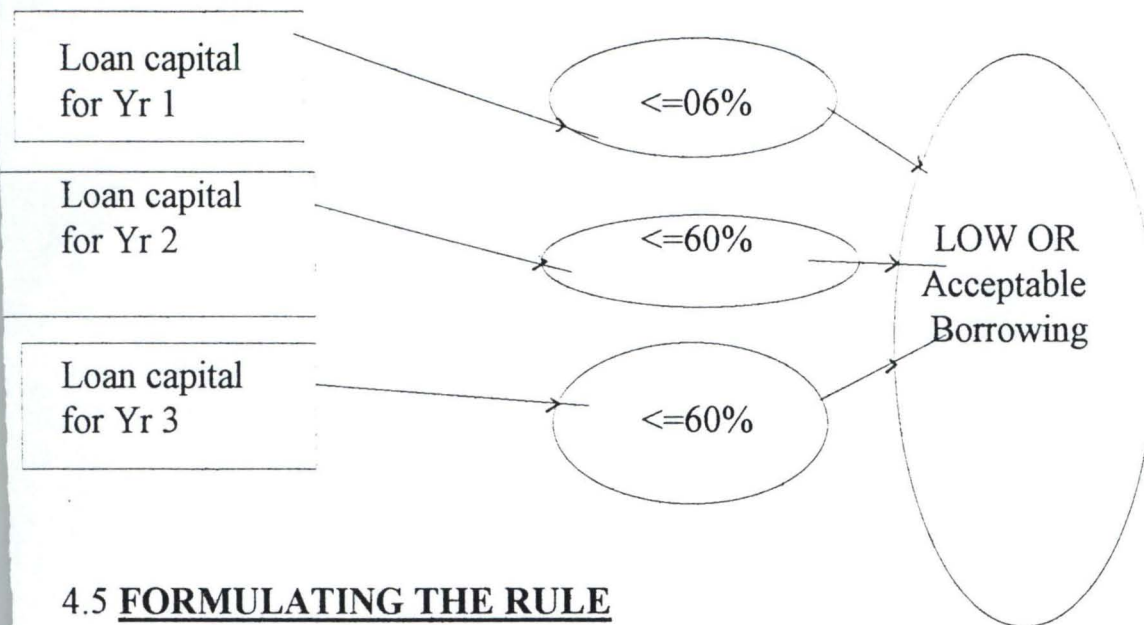 Loan capital
for Yr 1
<=06%
Loan capital
for Yr 2
<=60%
LOW OR
Acceptable
Borrowing
Loan capital
for Yr 3
<=60%
4.5 FORMULATING THE RULE